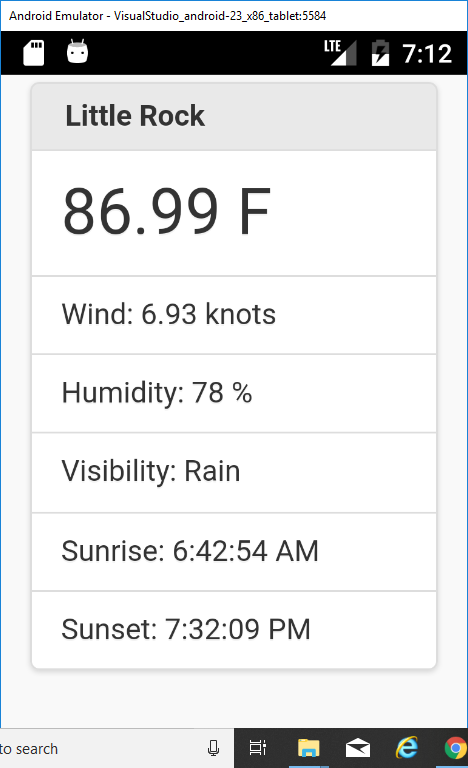 Android Emulator - VisualStudio_android-23_x86_tablet:5584
LTE 7:12
Little Rock
86.99 F
Wind: 6.93 knots
Humidity: 78 %
Visibility: Rain
Sunrise: 6:42:54 AM
Sunset: 7:32:09 PM
to search